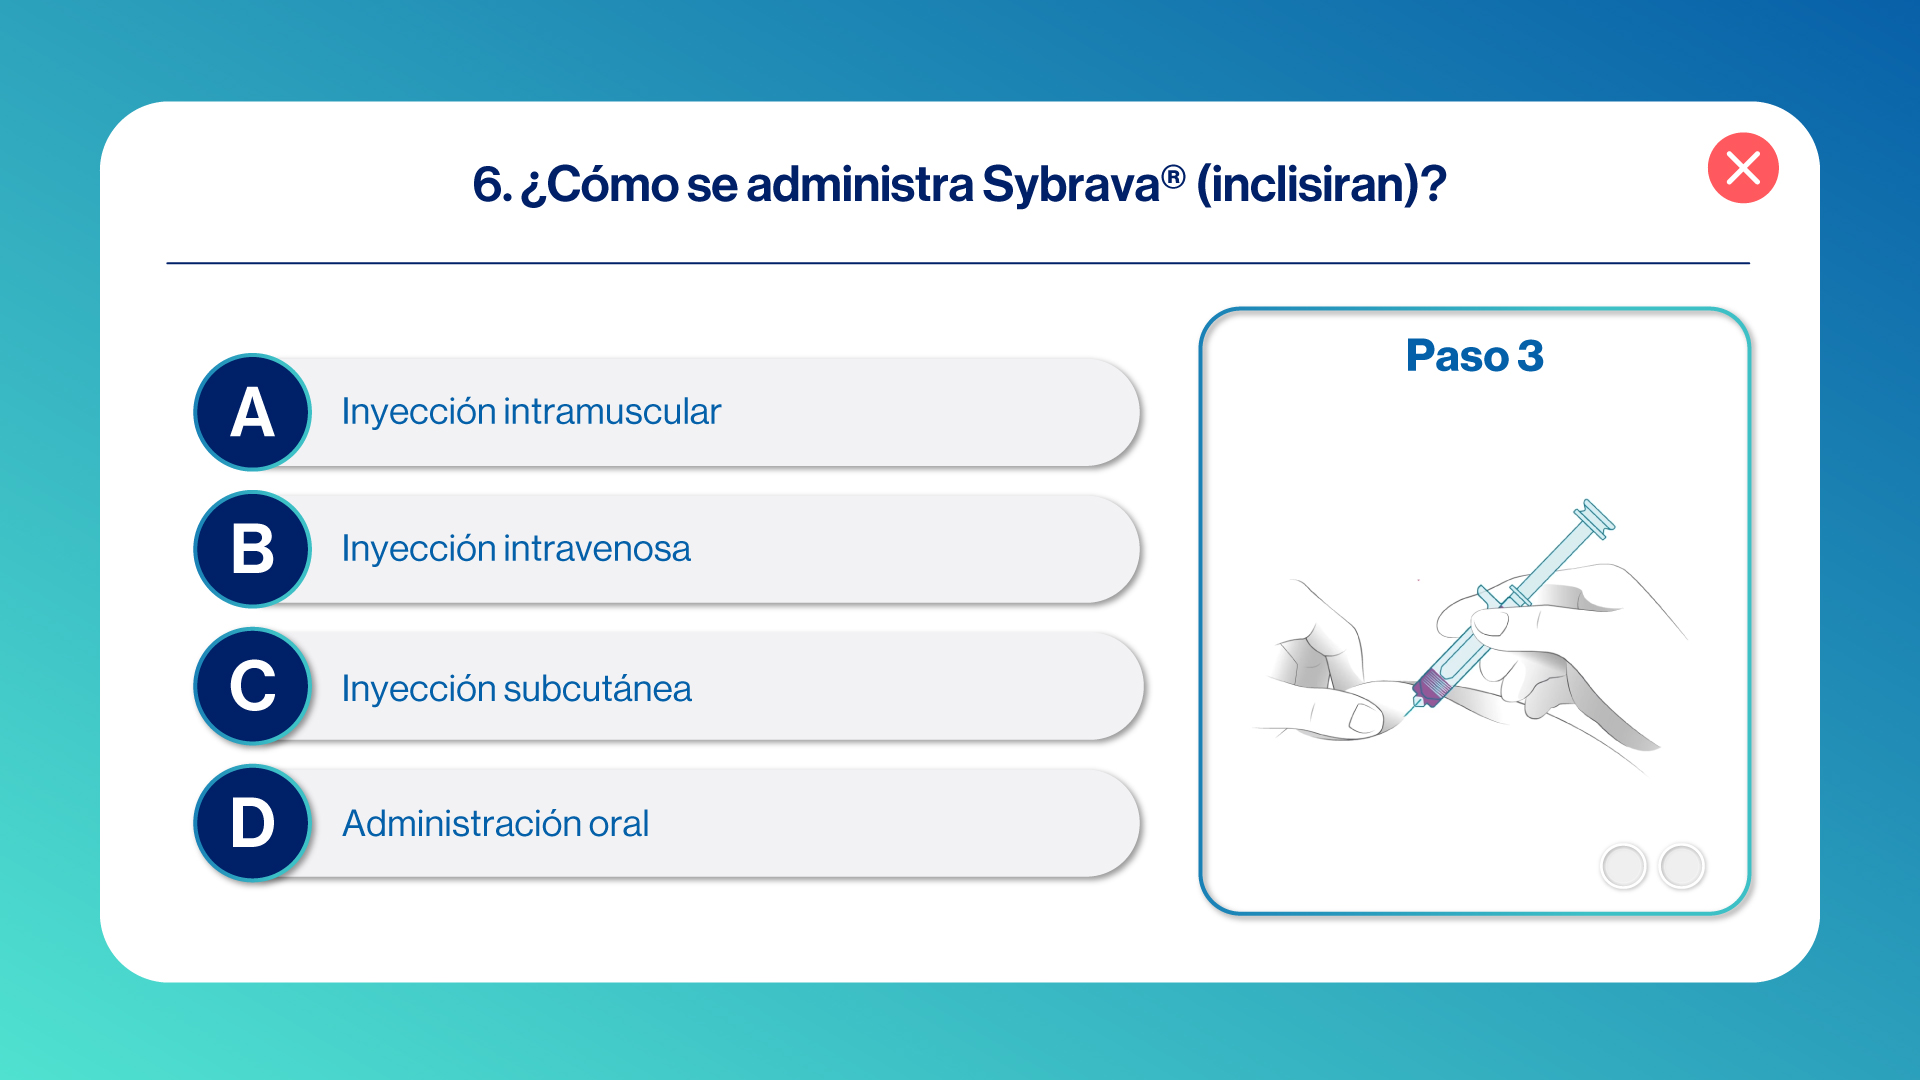 6. ¿Cómo se administra Sybrava® (inclisiran)?
A
Inyección intramuscular
B
Inyección intravenosa
C
Inyección subcutánea
D
Administración oral
Paso 3